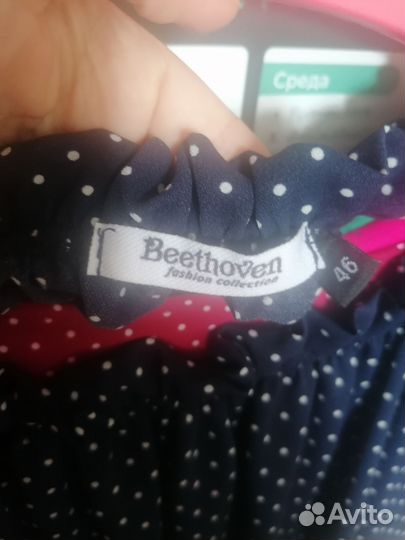 Среда
Beethoven
fashion collection
46
Avito